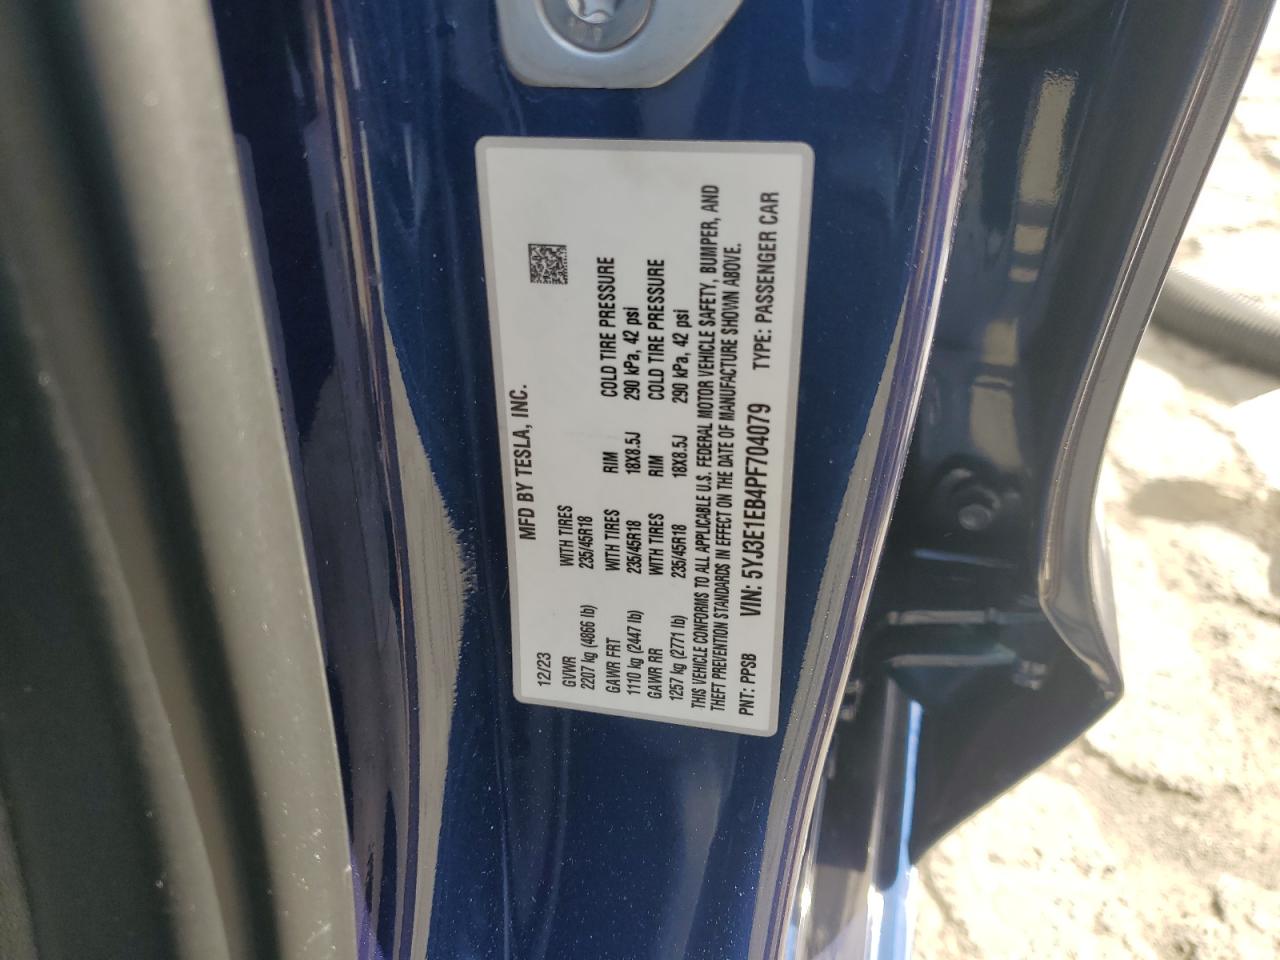 12/23 MFD BY TESLA, INC.
GVWR WITH TIRES
2207 kg (4866 lb) 235/45R18
GAWR FRT WITH TIRES RIM COLD TIRE PRESSURE
1110 kg (2447 lb) 235/45R18 18X8.5J 290 kPa, 42 psi
GAWR RR WITH TIRES RIM COLD TIRE PRESSURE
1257 kg (2771 lb) 235/45R18 18X8.5J 290 kPa, 42 psi
THIS VEHICLE CONFORMS TO ALL APPLICABLE U.S. FEDERAL MOTOR VEHICLE SAFETY, BUMPER, AND
THEFT PREVENTION STANDARDS IN EFFECT ON THE DATE OF MANUFACTURE SHOWN ABOVE.
PNT: PPSB VIN: 5YJ3E1EB4PF704079 TYPE: PASSENGER CAR